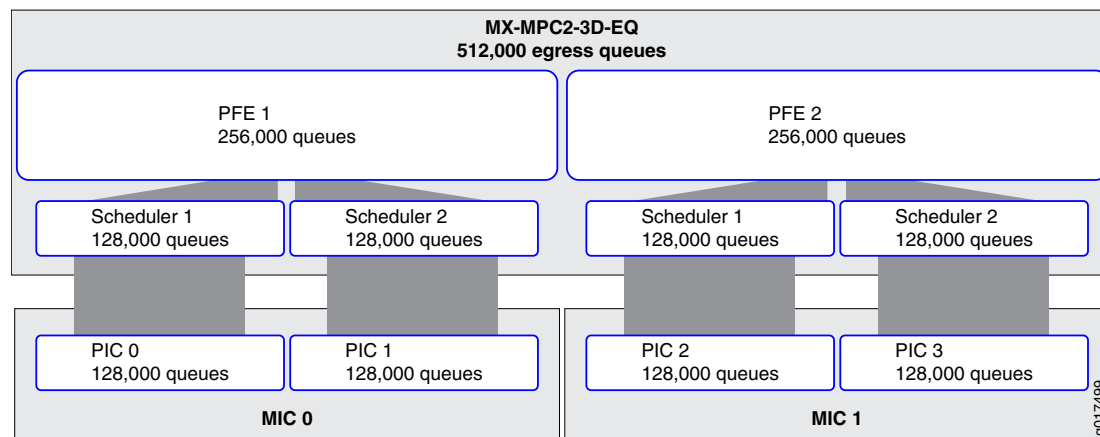 MX-MPC2-3D-EQ
512,000 egress queues
PFE 1
256,000 queues
PFE 2
256,000 queues
Scheduler 1
128,000 queues
Scheduler 2
128,000 queues
Scheduler 1
128,000 queues
Scheduler 2
128,000 queues
PIC 0
128,000 queues
PIC 1
128,000 queues
PIC 2
128,000 queues
PIC 3
128,000 queues
MIC 0
MIC 1
g017499